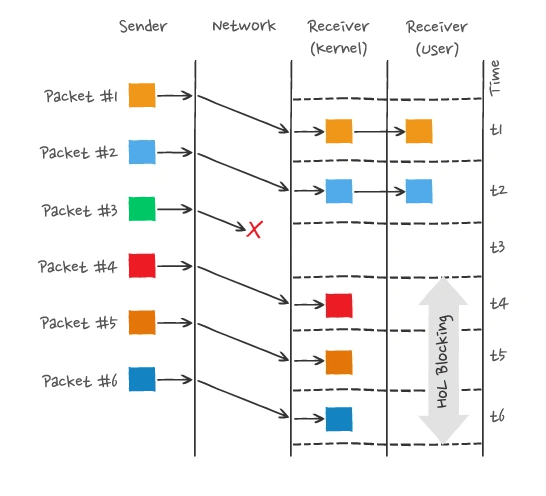 Sender
Network
Receiver
(kernel)
Receiver
(user)
Time
Packet #1
t1
Packet #2
t2
Packet #3
X
t3
Packet #4
t4
Packet #5
t5
Packet #6
t6
HoL Blocking